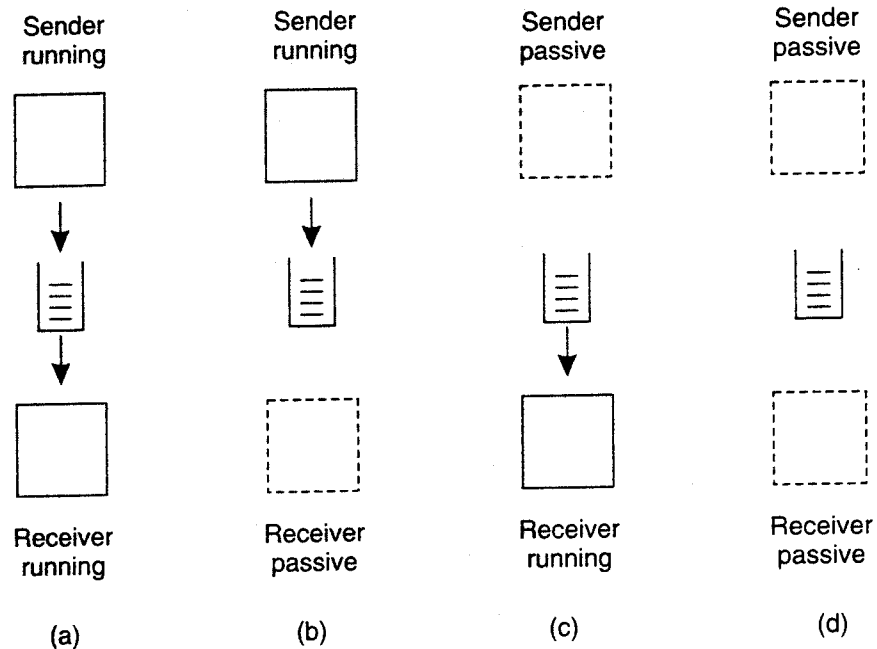 Sender
running
Sender
running
Sender
passive
Sender
passive
Receiver
running
Receiver
passive
Receiver
running
Receiver
passive
(a)
(b)
(c)
(d)